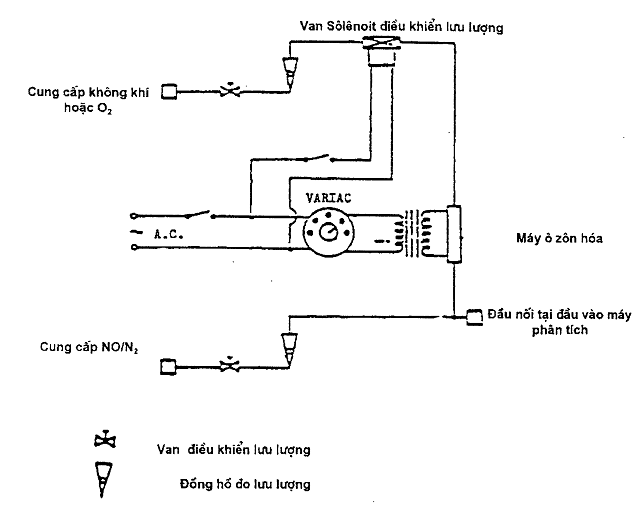 Van Sôlênoit điều khiển lưu lượng
Cung cấp không khí
hoặc O₂
VARIAC
~ A.C.
Máy ô zôn hóa
Đầu nối tại đầu vào máy
phân tích
Cung cấp NO/N₂
Van điều khiển lưu lượng
Đồng hồ đo lưu lượng